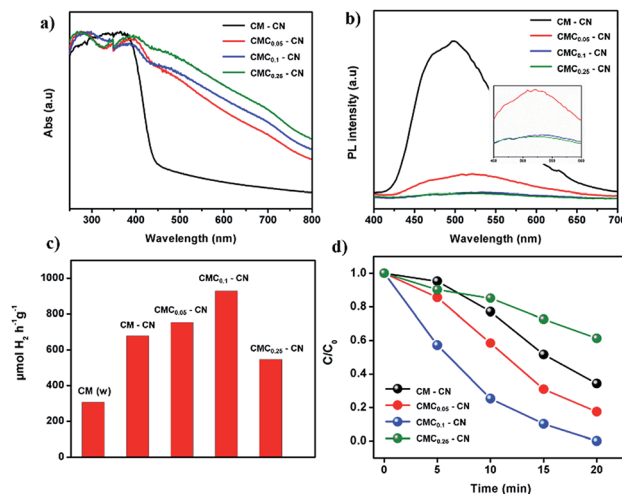 a)
CM - CN
CMC0.05 - CN
CMC0.1 - CN
CMC0.25 - CN
Abs (a.u)
300 400 500 600 700 800
Wavelength (nm)
b)
CM - CN
CMC0.05 - CN
CMC0.1 - CN
CMC0.25 - CN
PL intensity (a.u)
400 450 500 550 600 650 700
Wavelength (nm)
c)
μmol H2 h-1g-1
1000
800
600
400
200
0
CM (w)
CM - CN
CMC0.05 - CN
CMC0.1 - CN
CMC0.25 - CN
d)
C/C0
1.0
0.8
0.6
0.4
0.2
0.0
CM - CN
CMC0.05 - CN
CMC0.1 - CN
CMC0.25 - CN
0 5 10 15 20
Time (min)